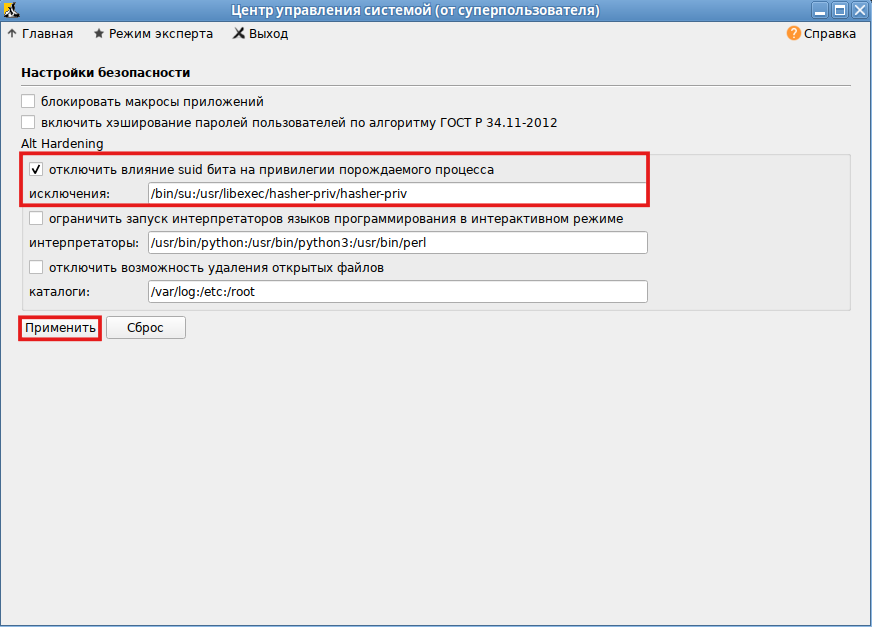 Центр управления системой (от суперпользователя)
Главная Режим эксперта Выход Справка
Настройки безопасности
блокировать макросы приложений
включить хэширование паролей пользователей по алгоритму ГОСТ Р 34.11-2012
Alt Hardening
отключить влияние suid бита на привилегии порождаемого процесса
исключения: /bin/su:/usr/libexec/hasher-priv/hasher-priv
ограничить запуск интерпретаторов языков программирования в интерактивном режиме
интерпретаторы: /usr/bin/python:/usr/bin/python3:/usr/bin/perl
отключить возможность удаления открытых файлов
каталоги: /var/log:/etc:/root
Применить Сброс